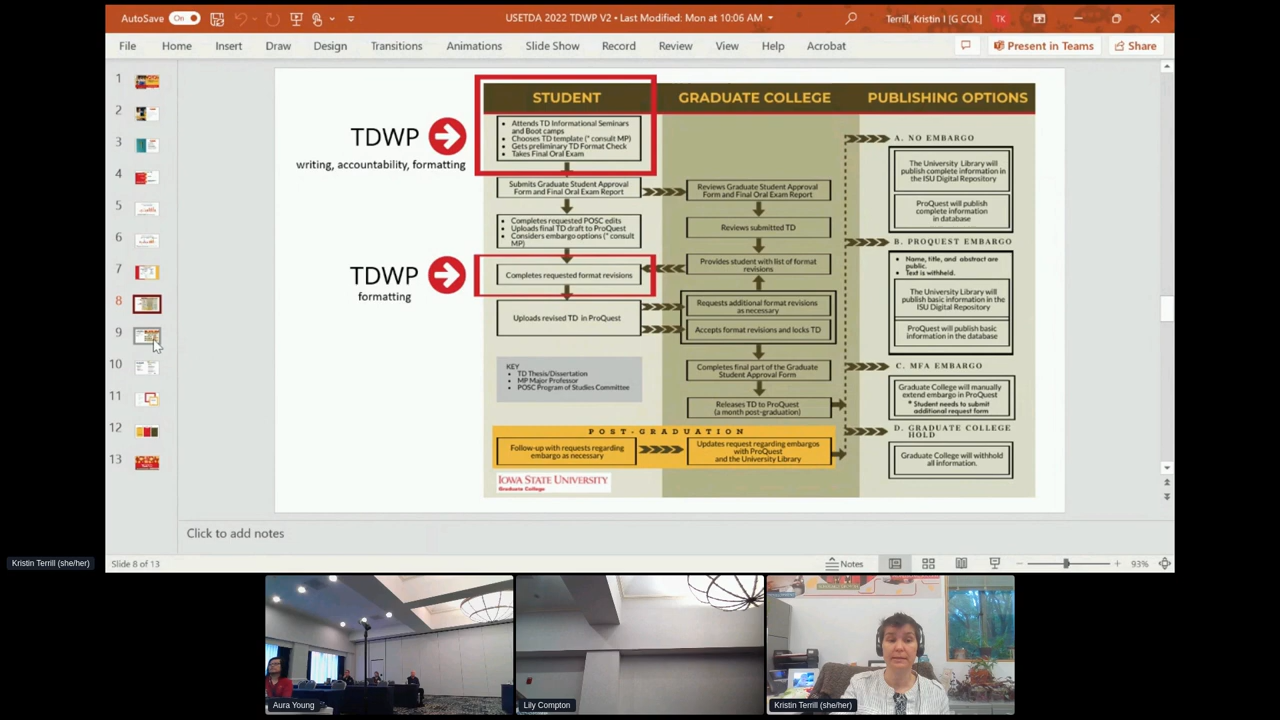 AutoSave On
USETDA 2022 TDWP V2 • Last Modified: Mon at 10:06 AM
Terrill, Kristin I [G COL]
TK
File Home Insert Draw Design Transitions Animations Slide Show Record Review View Help Acrobat
Present in Teams
Share
1
2
3
4
5
6
7
8
9
10
11
12
13
TDWP
writing, accountability, formatting
TDWP
formatting
STUDENT
• Attends TD Informational Seminars
and Boot camps
• Chooses TD template (* consult MP)
• Gets preliminary TD Format Check
• Takes Final Oral Exam
Submits Graduate Student Approval
Form and Final Oral Exam Report
• Completes requested POSC edits
• Uploads final TD draft to ProQuest
• Considers embargo options (* consult
MP)
Completes requested format revisions
Uploads revised TD in ProQuest
KEY
• TD Thesis/Dissertation
• MP Major Professor
• POSC Program of Studies Committee
GRADUATE COLLEGE
Reviews Graduate Student Approval
Form and Final Oral Exam Report
Reviews submitted TD
Provides student with list of format
revisions
Requests additional format revisions
as necessary
Accepts format revisions and locks TD
Completes final part of the Graduate
Student Approval Form
Releases TD to ProQuest
(a month post-graduation)
POST-GRADUATION
Follow-up with requests regarding
embargo as necessary
Updates request regarding embargos
with ProQuest
and the University Library
IOWA STATE UNIVERSITY
Graduate College
PUBLISHING OPTIONS
A. NO EMBARGO
The University Library will
publish complete information in
the ISU Digital Repository
ProQuest will publish
complete information
in database
B. PROQUEST EMBARGO
• Name, title, and abstract are
public.
• Text is withheld.
The University Library will
publish basic information in the
ISU Digital Repository
ProQuest will publish basic
information in the database
C. MFA EMBARGO
Graduate College will manually
extend embargo in ProQuest
* Student needs to submit
additional request form
D. GRADUATE COLLEGE
HOLD
Graduate College will withhold
all information.
Click to add notes
Slide 8 of 13
Notes
93%
Kristin Terrill (she/her)
Aura Young
Lily Compton
Kristin Terrill (she/her)